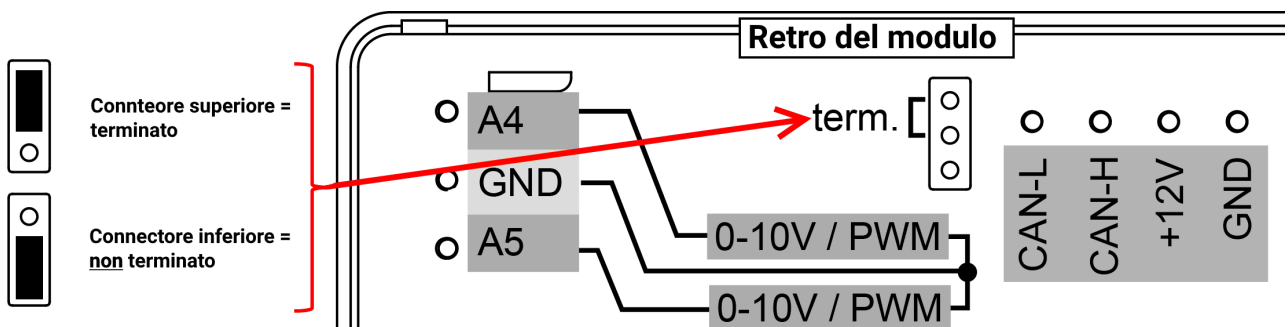 Retro del modulo
Connteore superiore =
terminato
Connectore inferiore =
non terminato
A4
GND
A5
term.
0-10V / PWM
0-10V / PWM
CAN-L
CAN-H
+12V
GND